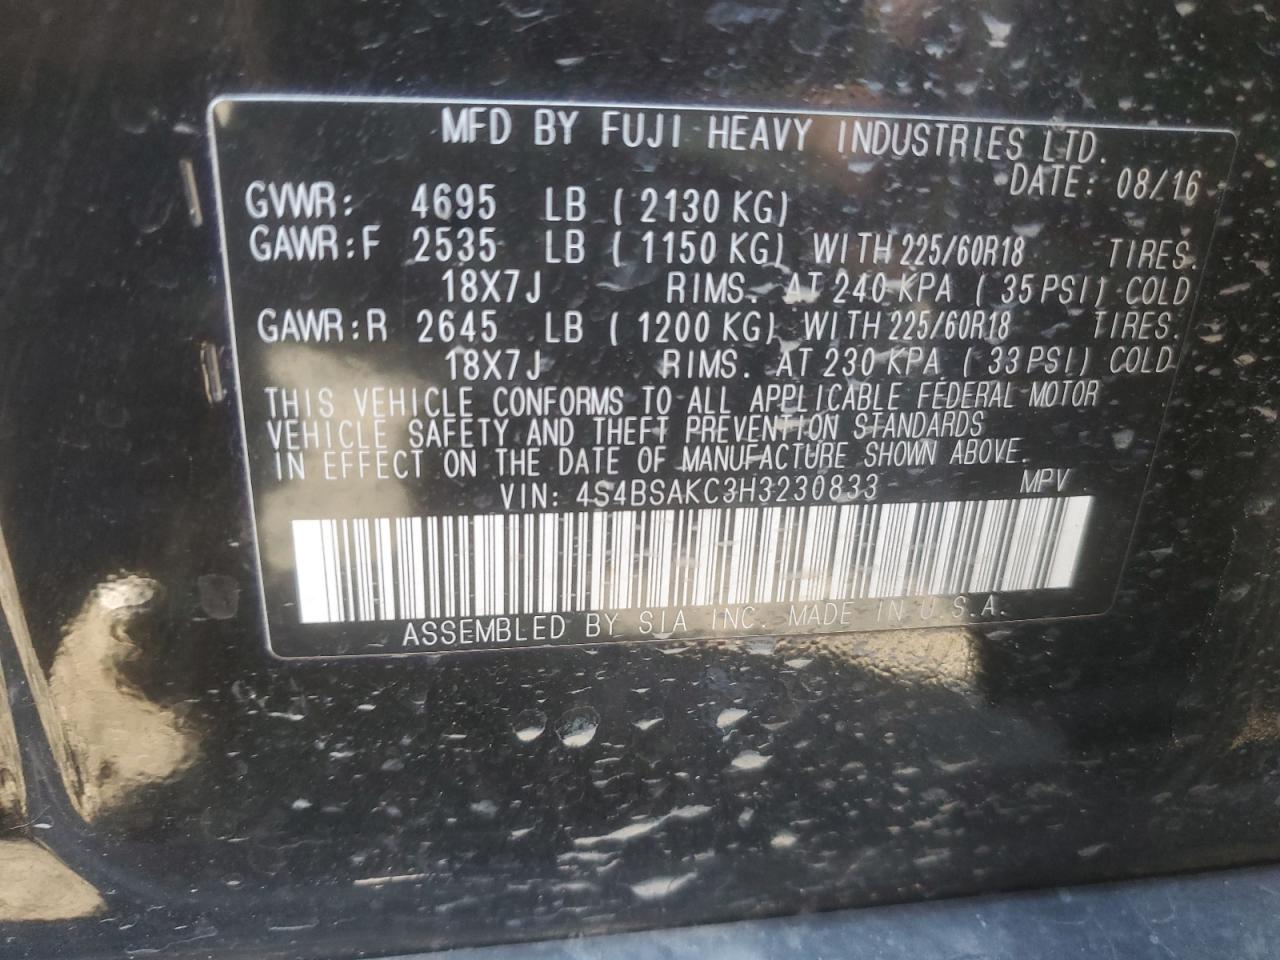 MFD BY FUJI HEAVY INDUSTRIES LTD.
DATE: 08/16
GVWR: 4695 LB (2130 KG)
GAWR:F 2535 LB (1150 KG) WITH 225/60R18 TIRES.
18X7J RIMS. AT 240 KPA (35 PSI) COLD
GAWR:R 2645 LB (1200 KG) WITH 225/60R18 TIRES.
18X7J RIMS. AT 230 KPA (33 PSI) COLD
THIS VEHICLE CONFORMS TO ALL APPLICABLE FEDERAL MOTOR
VEHICLE SAFETY AND THEFT PREVENTION STANDARDS
IN EFFECT ON THE DATE OF MANUFACTURE SHOWN ABOVE.
VIN: 4S4BSAKC3H3230833 MPV
ASSEMBLED BY SIA INC. MADE IN U.S.A.